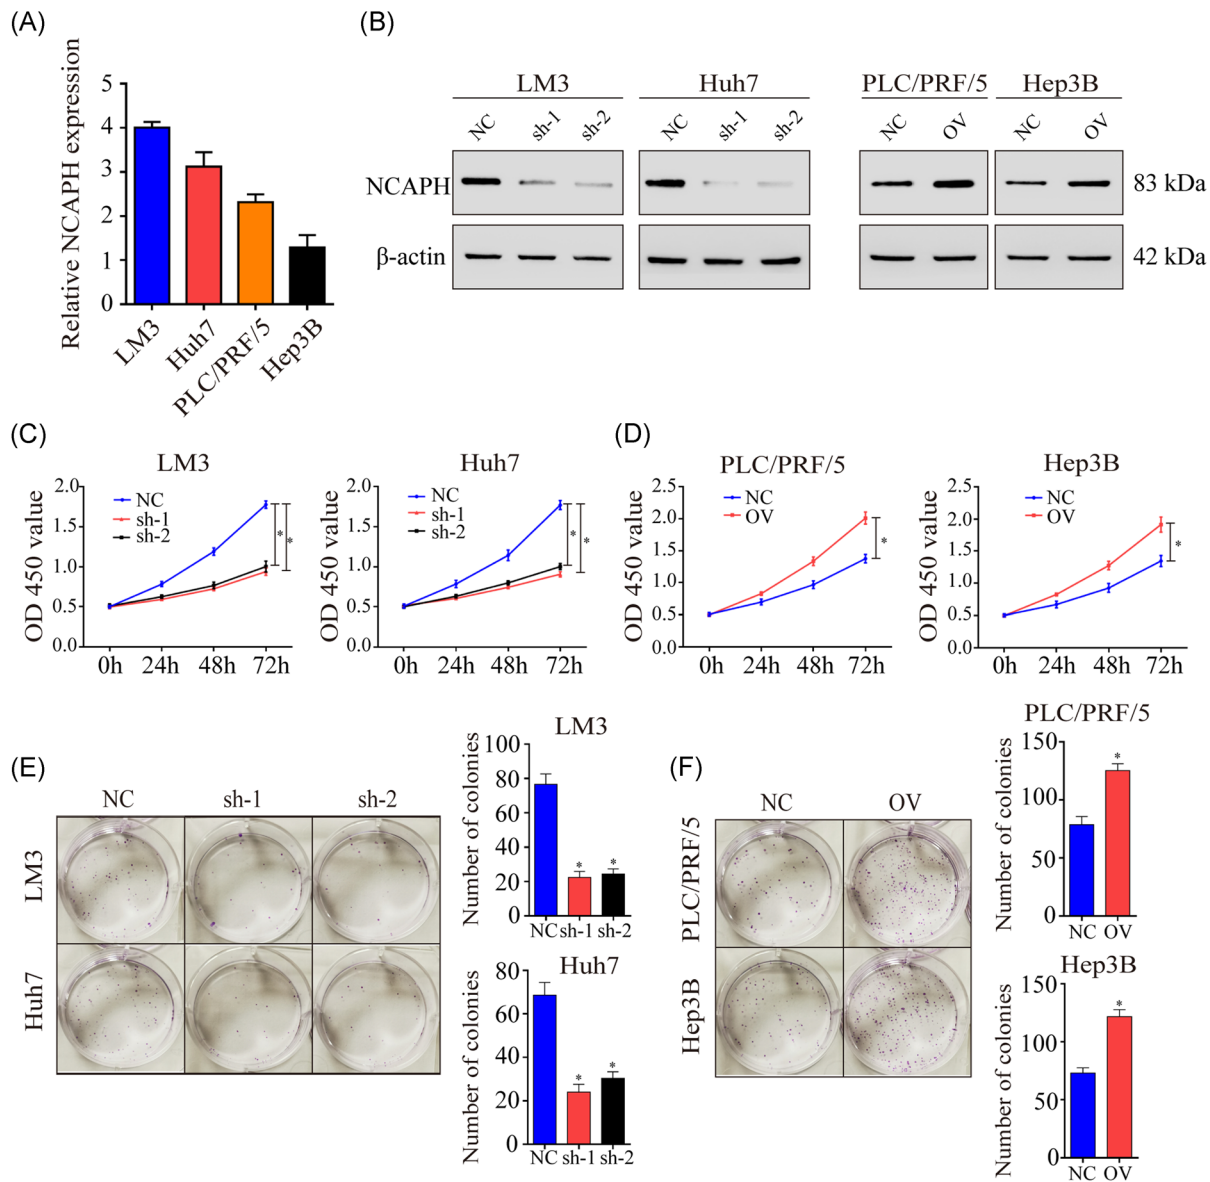 (A)
Relative NCAPH expression
5
4
3
2
1
0
LM3
Huh7
PLC/PRF/5
Hep3B
(B)
LM3
Huh7
PLC/PRF/5
Hep3B
NC
sh-1
sh-2
NC
sh-1
sh-2
NC
OV
NC
OV
NCAPH
83 kDa
β-actin
42 kDa
(C)
LM3
OD 450 value
2.0
1.5
1.0
0.5
0.0
NC
sh-1
sh-2
*
*
0h 24h 48h 72h
Huh7
OD 450 value
2.0
1.5
1.0
0.5
0.0
NC
sh-1
sh-2
*
*
0h 24h 48h 72h
(D)
PLC/PRF/5
OD 450 value
2.5
2.0
1.5
1.0
0.5
0.0
NC
OV
*
0h 24h 48h 72h
Hep3B
OD 450 value
2.5
2.0
1.5
1.0
0.5
0.0
NC
OV
*
0h 24h 48h 72h
(E)
NC
sh-1
sh-2
LM3
Huh7
LM3
Number of colonies
100
80
60
40
20
0
*
*
NC sh-1 sh-2
Huh7
Number of colonies
80
60
40
20
0
*
*
NC sh-1 sh-2
(F)
NC
OV
PLC/PRF/5
Hep3B
PLC/PRF/5
Number of colonies
150
100
50
0
*
NC OV
Hep3B
Number of colonies
150
100
50
0
*
NC OV